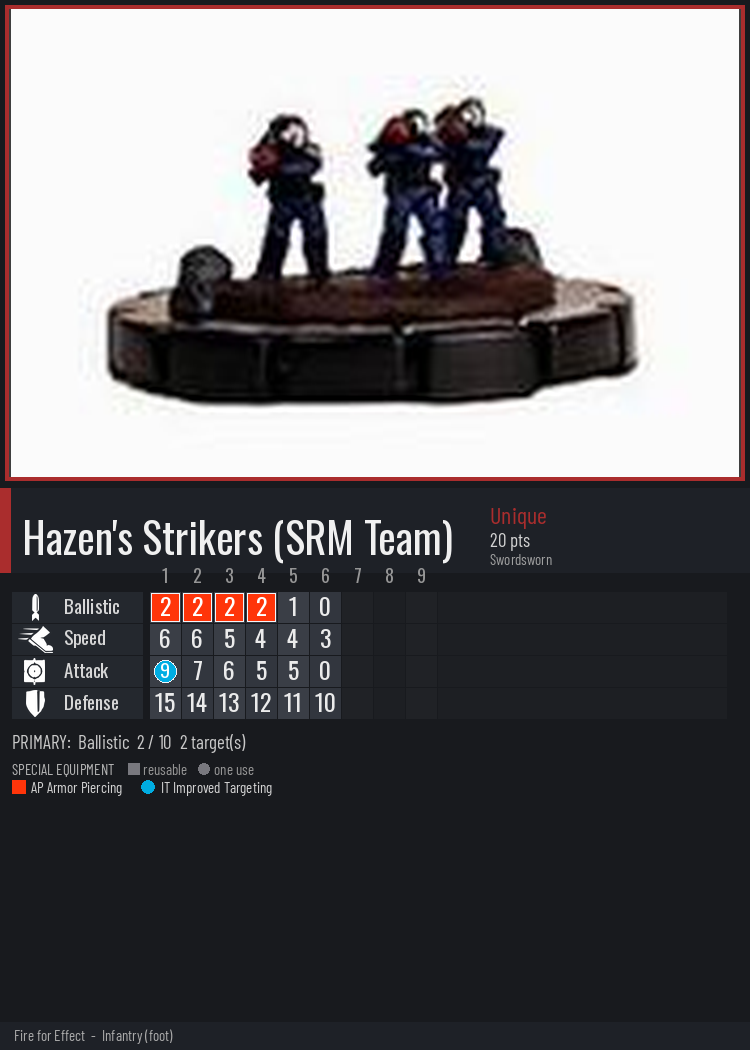 Hazen's Strikers (SRM Team)
Unique
20 pts
Swordsworn
1 2 3 4 5 6 7 8 9
Ballistic 2 2 2 2 1 0
Speed 6 6 5 4 4 3
Attack 9 7 6 5 5 0
Defense 15 14 13 12 11 10
PRIMARY: Ballistic 2 / 10 2 target(s)
SPECIAL EQUIPMENT reusable one use
AP Armor Piercing IT Improved Targeting
Fire for Effect - Infantry (foot)